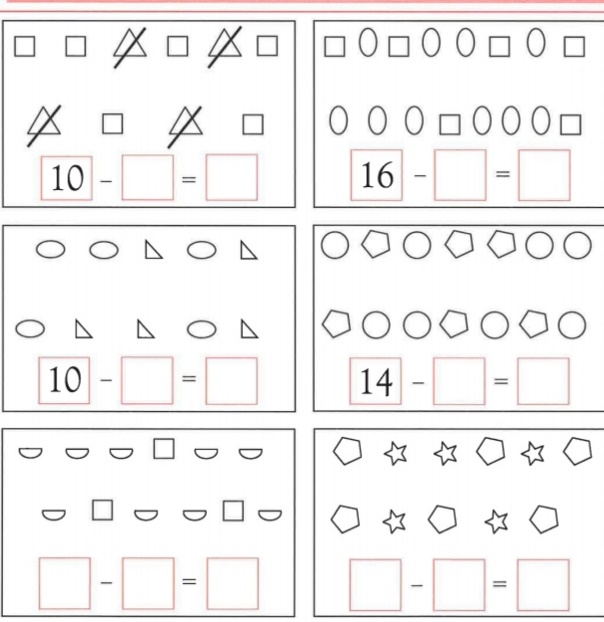 10 - =
16 - =
10 - =
14 - =
- =
- =